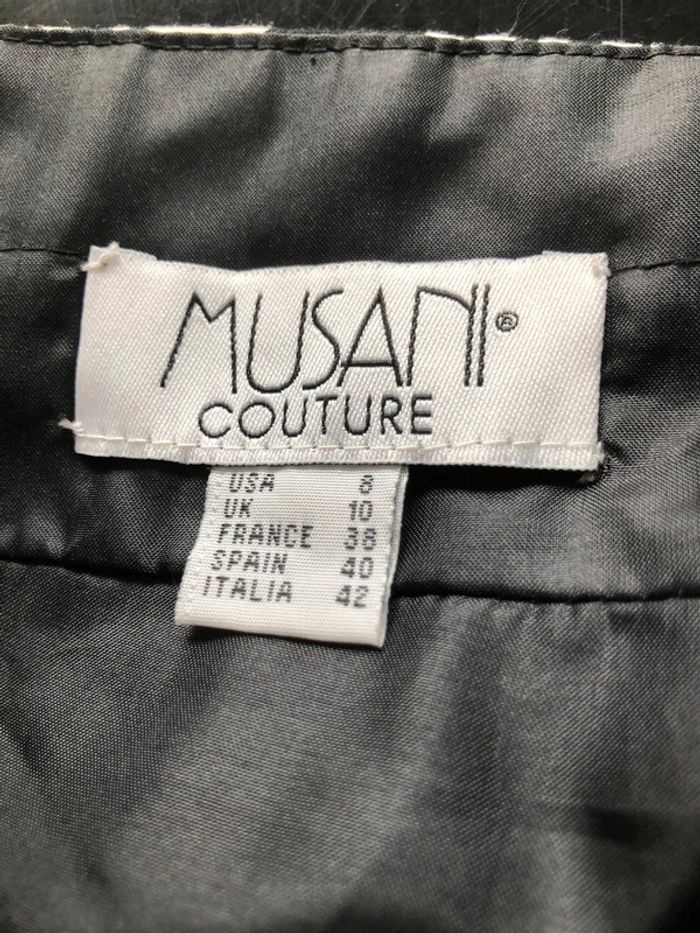 MUSANI®
COUTURE
USA 8
UK 10
FRANCE 38
SPAIN 40
ITALIA 42